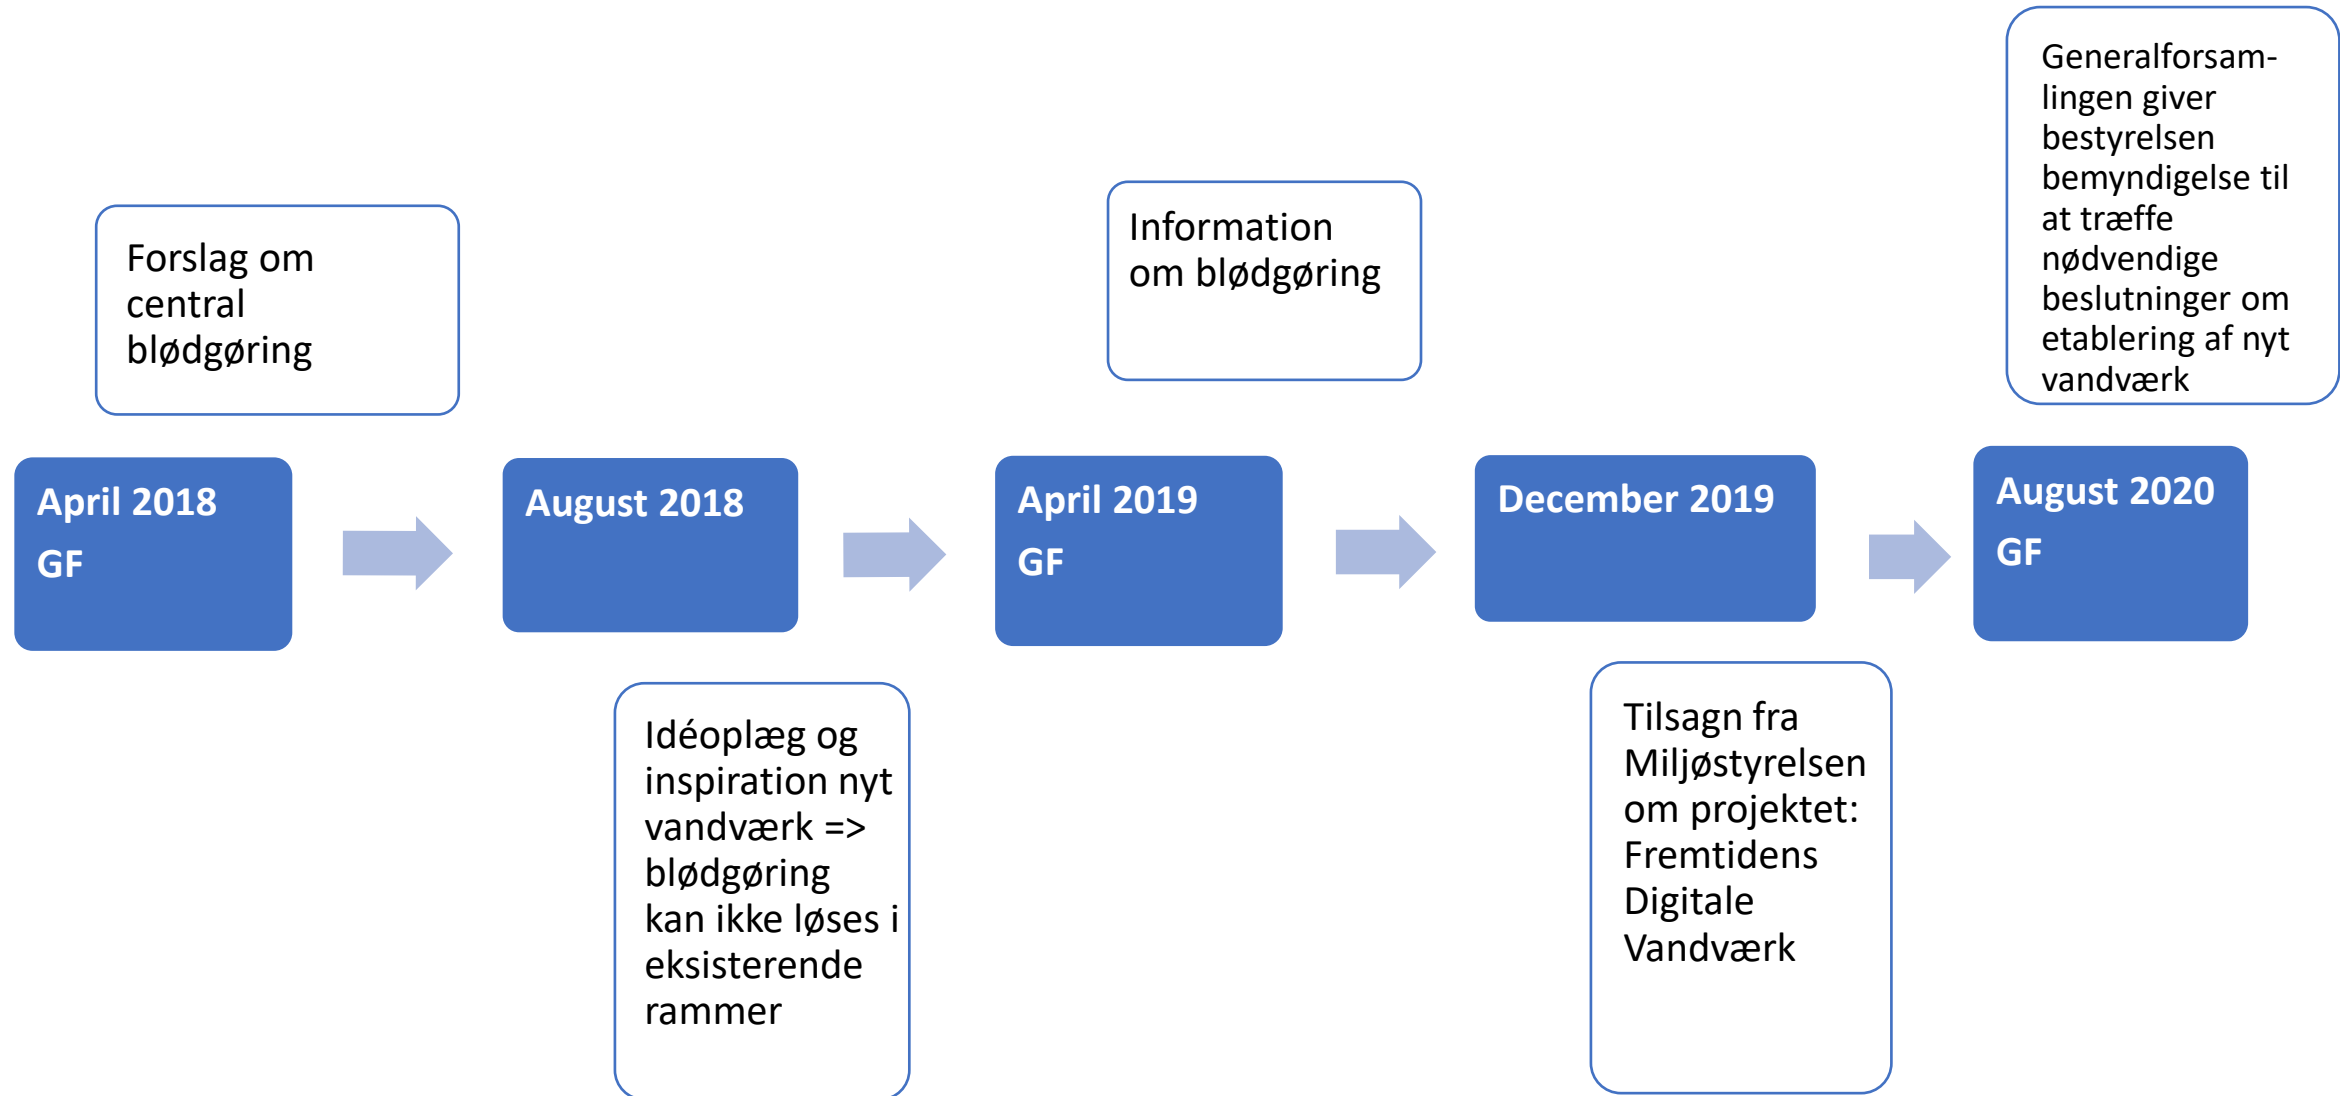 Forslag om
central
blødgøring
April 2018
GF
August 2018
Idéoplæg og
inspiration nyt
vandværk =>
blødgøring
kan ikke løses i
eksisterende
rammer
Information
om blødgøring
April 2019
GF
December 2019
Tilsagn fra
Miljøstyrelsen
om projektet:
Fremtidens
Digitale
Vandværk
Generalforsam-
lingen giver
bestyrelsen
bemyndigelse til
at træffe
nødvendige
beslutninger om
etablering af nyt
vandværk
August 2020
GF